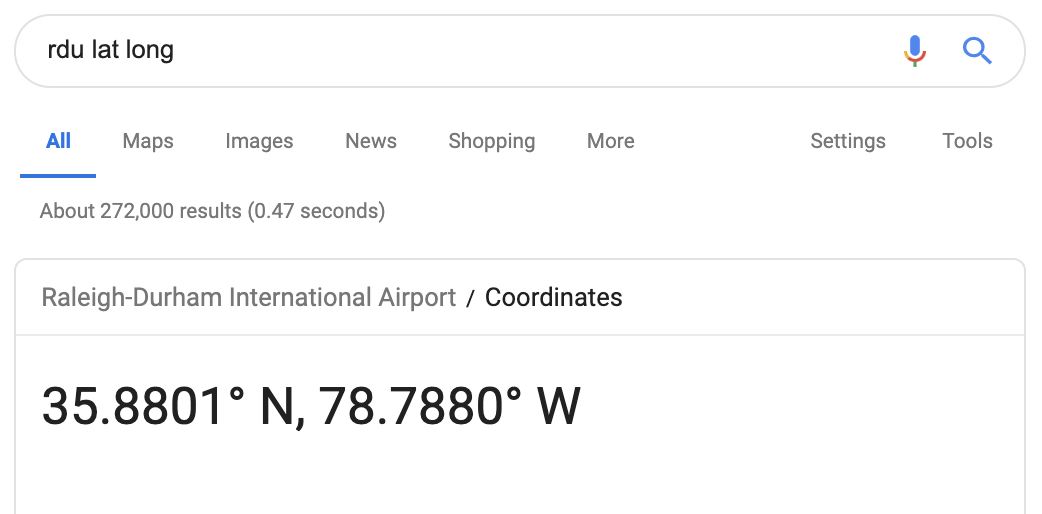 rdu lat long
All Maps Images News Shopping More Settings Tools
About 272,000 results (0.47 seconds)
Raleigh-Durham International Airport / Coordinates
35.8801° N, 78.7880° W